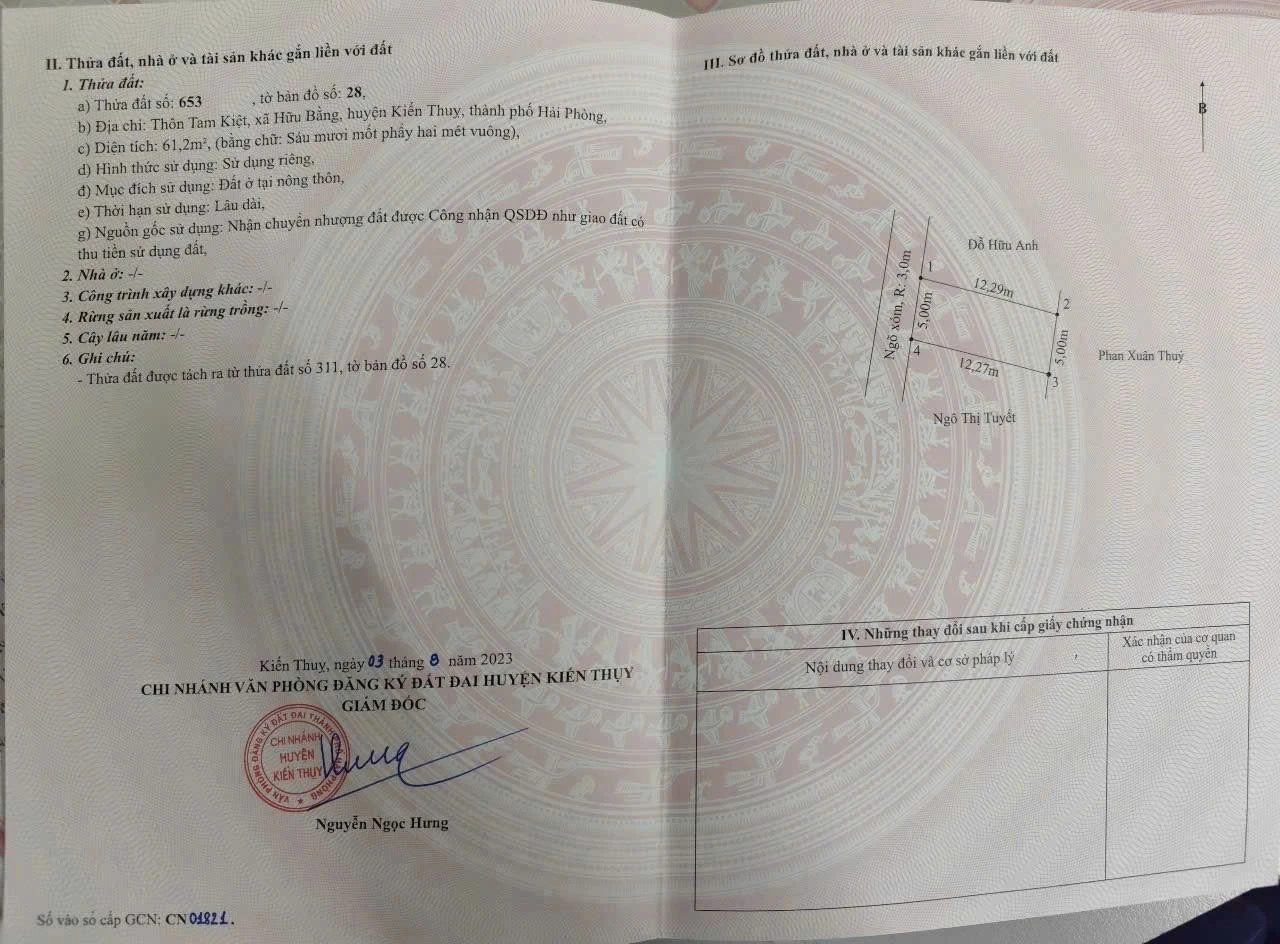 II. Thửa đất, nhà ở và tài sản khác gắn liền với đất
1. Thửa đất:
a) Thửa đất số: 653 , tờ bản đồ số: 28,
b) Địa chỉ: Thôn Tam Kiệt, xã Hữu Bằng, huyện Kiến Thuỵ, thành phố Hải Phòng,
c) Diện tích: 61,2m², (bằng chữ: Sáu mươi mốt phẩy hai mét vuông),
d) Hình thức sử dụng: Sử dụng riêng,
đ) Mục đích sử dụng: Đất ở tại nông thôn,
e) Thời hạn sử dụng: Lâu dài,
g) Nguồn gốc sử dụng: Nhận chuyển nhượng đất được Công nhận QSDĐ như giao đất có
thu tiền sử dụng đất,
2. Nhà ở: -/-
3. Công trình xây dựng khác: -/-
4. Rừng sản xuất là rừng trồng: -/-
5. Cây lâu năm: -/-
6. Ghi chú:
- Thửa đất được tách ra từ thửa đất số 311, tờ bản đồ số 28.
Kiến Thuỵ, ngày 03 tháng 8 năm 2023
CHI NHÁNH VĂN PHÒNG ĐĂNG KÝ ĐẤT ĐAI HUYỆN KIẾN THỤY
GIÁM ĐỐC
VĂN PHÒNG ĐĂNG KÝ ĐẤT ĐAI THÀNH PHỐ HẢI PHÒNG
CHI NHÁNH
HUYỆN
KIẾN THỤY
Nguyễn Ngọc Hưng
Số vào sổ cấp GCN: CN 01821.
III. Sơ đồ thửa đất, nhà ở và tài sản khác gắn liền với đất
B
Đỗ Hữu Anh
Ngõ xóm, R: 3,0m
1
12,29m
2
5,00m
5,00m
Phan Xuân Thuỷ
4
12,27m
3
Ngô Thị Tuyết
IV. Những thay đổi sau khi cấp giấy chứng nhận
Nội dung thay đổi và cơ sở pháp lý
Xác nhận của cơ quan
có thẩm quyền